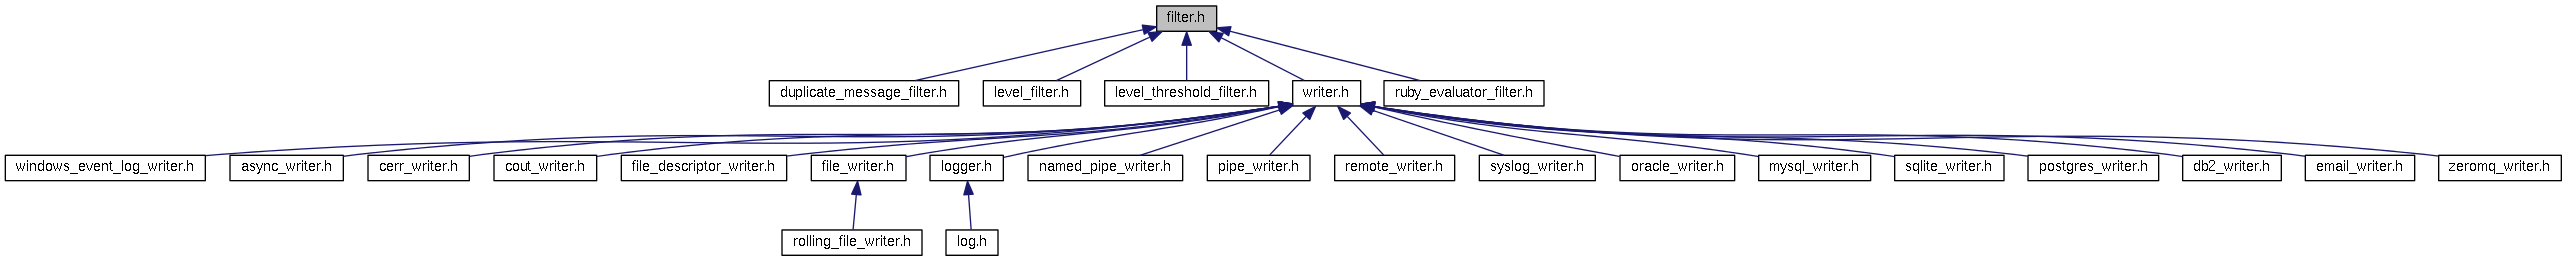 filter.h
duplicate_message_filter.h
level_filter.h
level_threshold_filter.h
writer.h
ruby_evaluator_filter.h
windows_event_log_writer.h
async_writer.h
cerr_writer.h
cout_writer.h
file_descriptor_writer.h
file_writer.h
logger.h
named_pipe_writer.h
pipe_writer.h
remote_writer.h
syslog_writer.h
oracle_writer.h
mysql_writer.h
sqlite_writer.h
postgres_writer.h
db2_writer.h
email_writer.h
zeromq_writer.h
rolling_file_writer.h
log.h